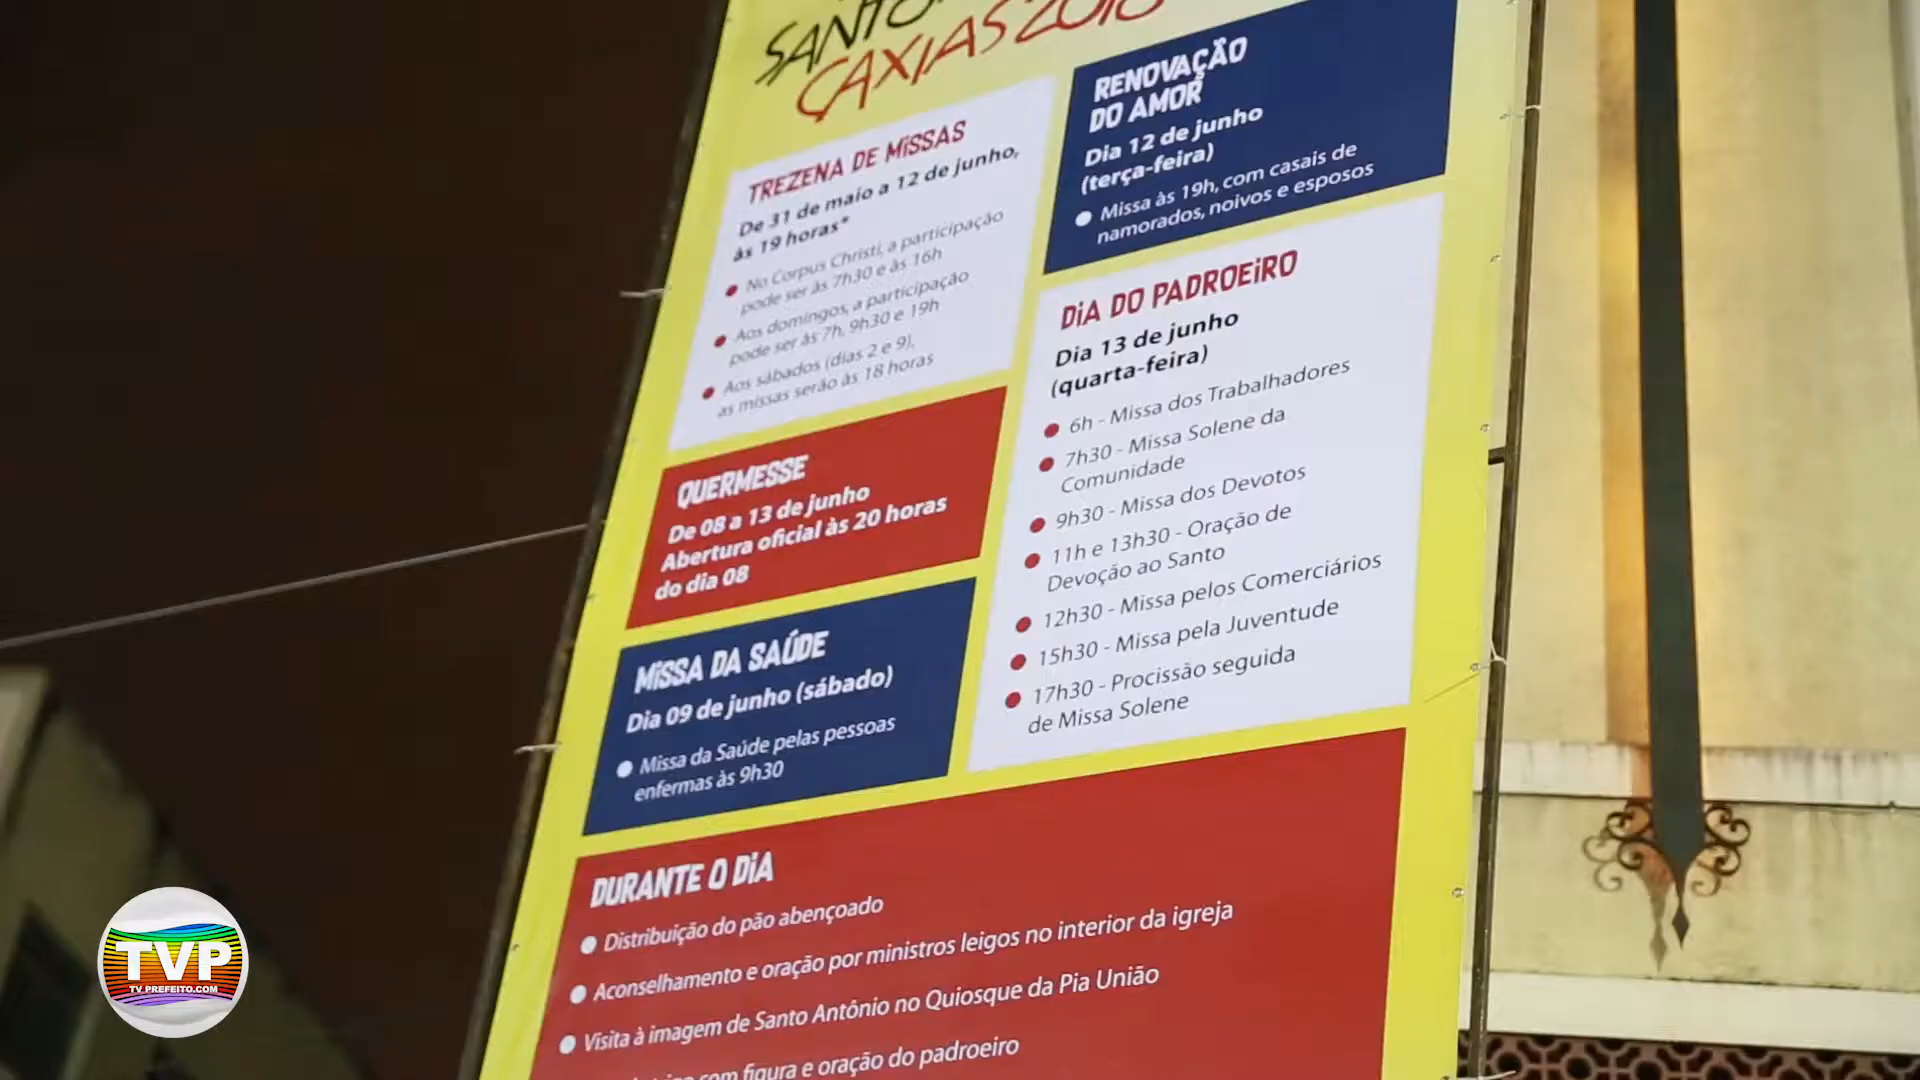 CAXIAS 2018
TREZENA DE MISSAS
De 31 de maio a 12 de junho,
às 19 horas*
No Corpus Christi, a participação
pode ser às 7h30 e às 16h
Aos domingos, a participação
pode ser às 7h, 9h30 e 19h
Aos sábados (dias 2 e 9),
as missas serão às 18 horas
QUERMESSE
De 08 a 13 de junho
Abertura oficial às 20 horas
do dia 08
MISSA DA SAÚDE
Dia 09 de junho (sábado)
Missa da Saúde pelas pessoas
enfermas às 9h30
RENOVAÇÃO
DO AMOR
Dia 12 de junho
(terça-feira)
Missa às 19h, com casais de
namorados, noivos e esposos
DIA DO PADROEIRO
Dia 13 de junho
(quarta-feira)
6h - Missa dos Trabalhadores
7h30 - Missa Solene da
Comunidade
9h30 - Missa dos Devotos
11h e 13h30 - Oração de
Devoção ao Santo
12h30 - Missa pelos Comerciários
15h30 - Missa pela Juventude
17h30 - Procissão seguida
de Missa Solene
DURANTE O DIA
Distribuição do pão abençoado
Aconselhamento e oração por ministros leigos no interior da igreja
Visita à imagem de Santo Antônio no Quiosque da Pia União
com figura e oração do padroeiro
TVP
TV PREFEITO.COM